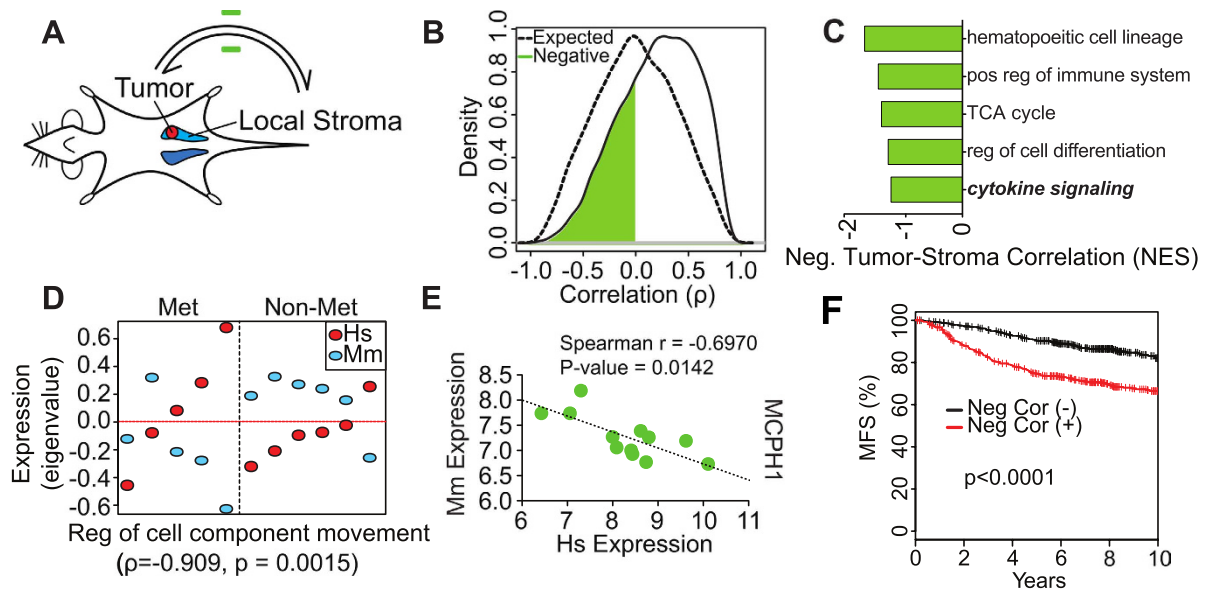 A
Tumor
Local Stroma
B
Expected
Negative
Density
0.0 0.2 0.4 0.6 0.8 1.0
-1.0 -0.5 0.0 0.5 1.0
Correlation (ρ)
C
hematopoeitic cell lineage
pos reg of immune system
TCA cycle
reg of cell differentiation
cytokine signaling
-2 -1 0
Neg. Tumor-Stroma Correlation (NES)
D
Met Non-Met
Hs
Mm
Expression
(eigenvalue)
0.6
0.4
0.2
0.0
-0.2
-0.4
-0.6
Reg of cell component movement
(ρ=-0.909, p = 0.0015)
E
Spearman r = -0.6970
P-value = 0.0142
Mm Expression
8.5
8.0
7.5
7.0
6.5
6.0
6 7 8 9 10 11
Hs Expression
MCPH1
F
MFS (%)
0 20 40 60 80 100
Neg Cor (-)
Neg Cor (+)
p<0.0001
0 2 4 6 8 10
Years